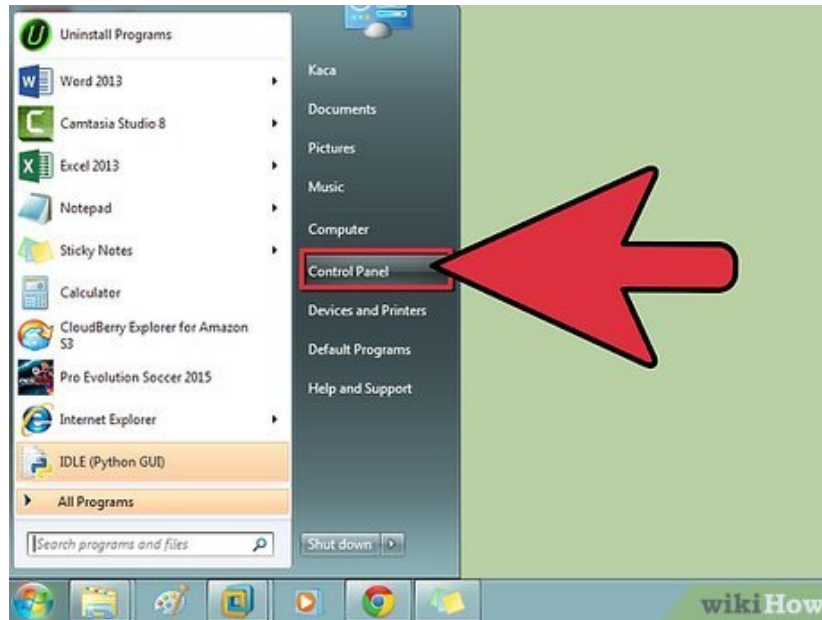 Uninstall Programs
Word 2013
Camtasia Studio 8
Excel 2013
Notepad
Sticky Notes
Calculator
CloudBerry Explorer for Amazon
S3
Pro Evolution Soccer 2015
Internet Explorer
IDLE (Python GUI)
All Programs
Search programs and files
Kaca
Documents
Pictures
Music
Computer
Control Panel
Devices and Printers
Default Programs
Help and Support
Shut down
wikiHow